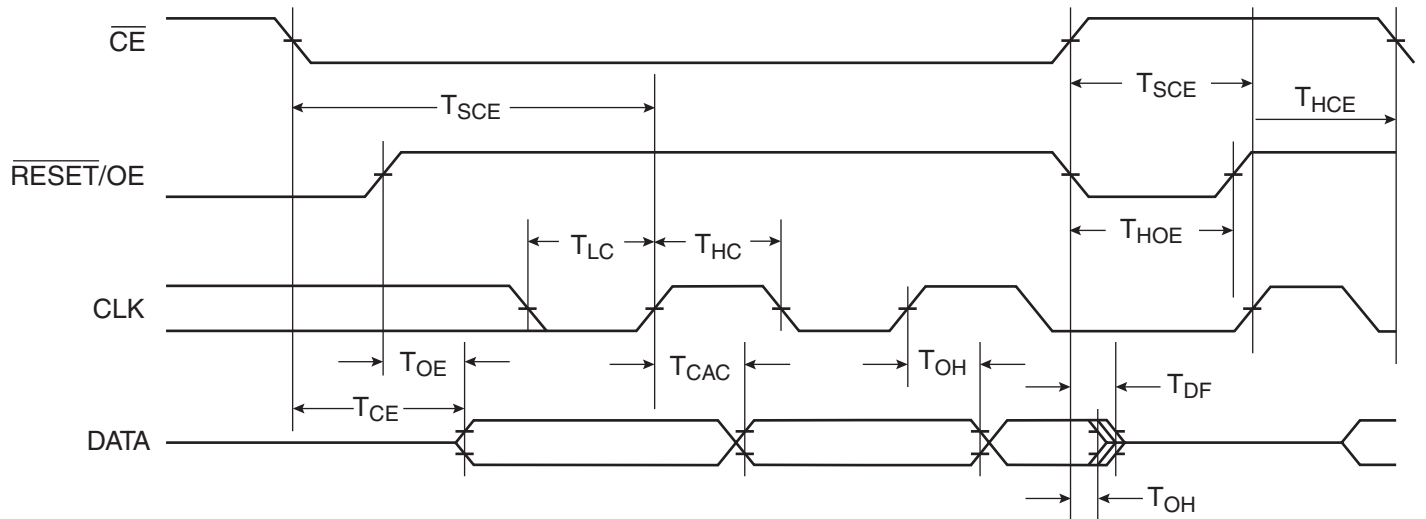 CE
T_SCE T_SCE T_HCE
RESET/OE
T_LC T_HC T_HOE
CLK
T_OE T_CAC T_OH T_DF
T_CE
DATA
T_OH